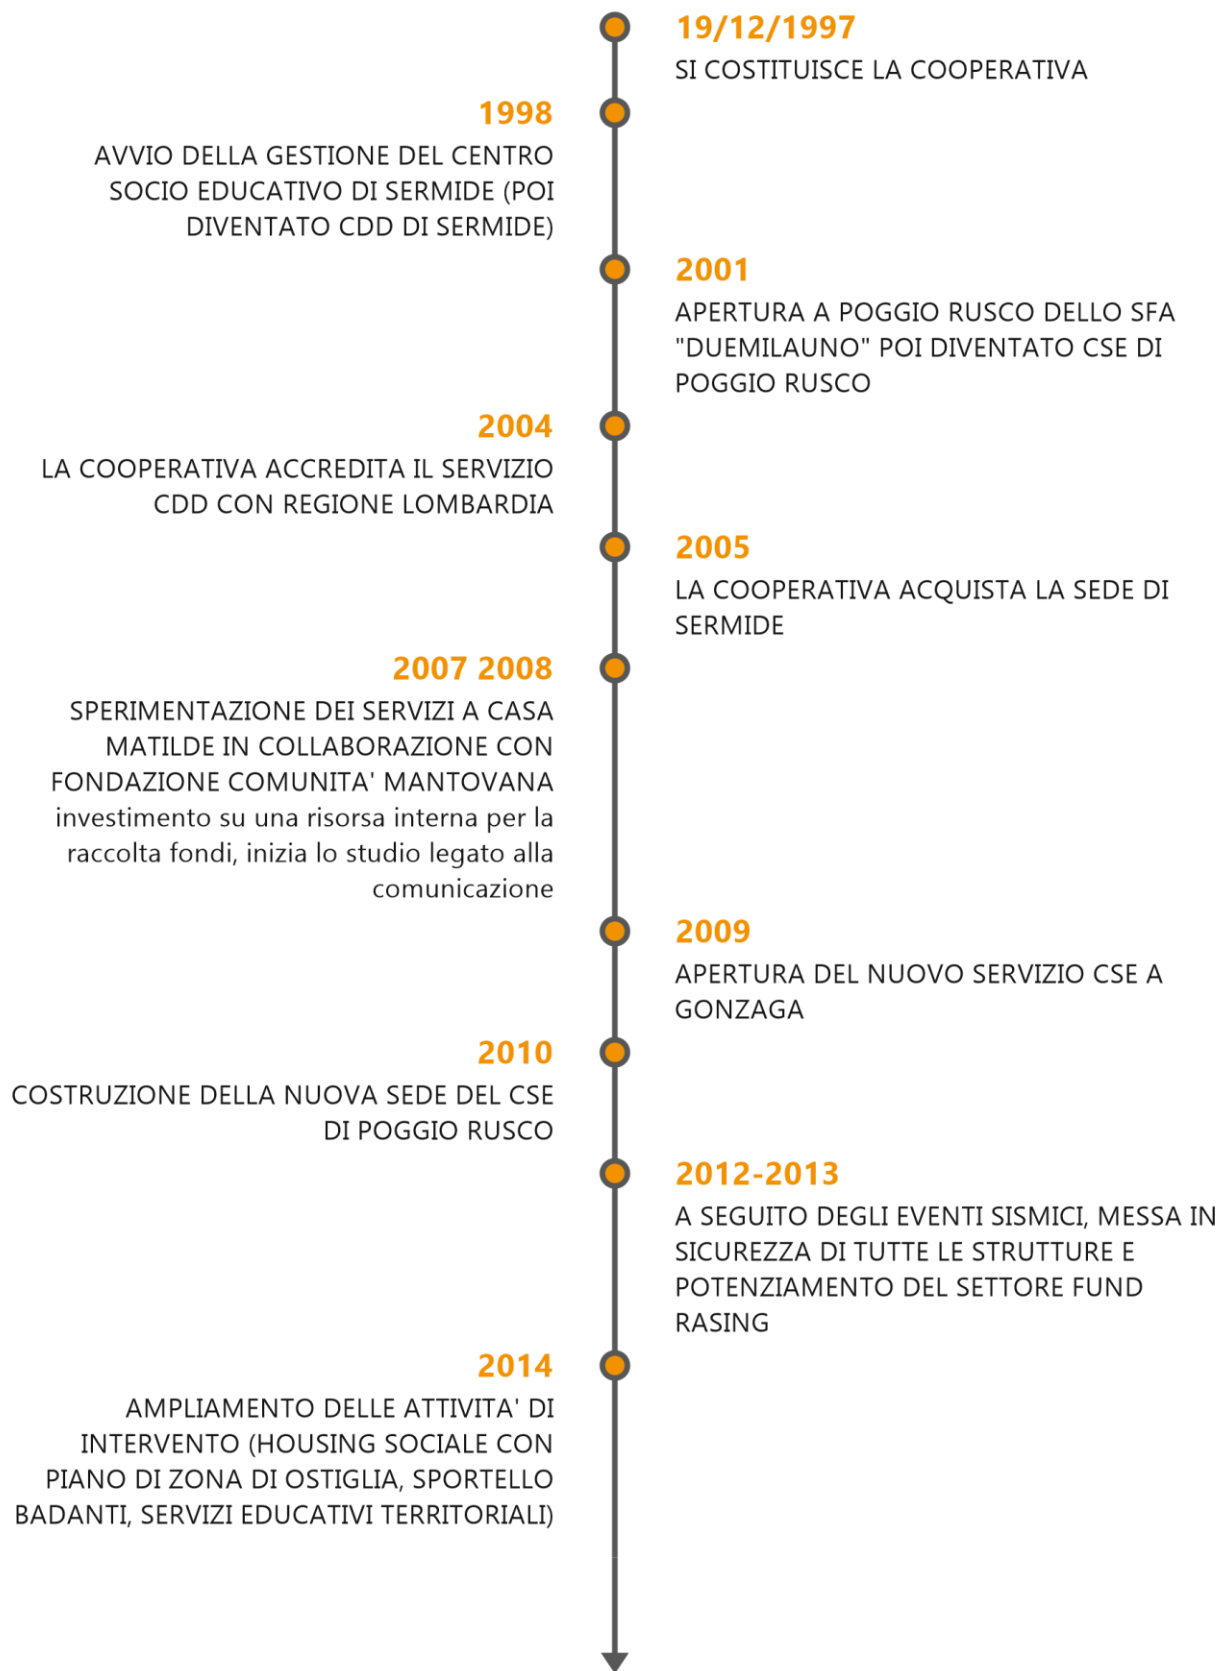 19/12/1997
SI COSTITUISCE LA COOPERATIVA
1998
AVVIO DELLA GESTIONE DEL CENTRO
SOCIO EDUCATIVO DI SERMIDE (POI
DIVENTATO CDD DI SERMIDE)
2001
APERTURA A POGGIO RUSCO DELLO SFA
"DUEMILAUNO" POI DIVENTATO CSE DI
POGGIO RUSCO
2004
LA COOPERATIVA ACCREDITA IL SERVIZIO
CDD CON REGIONE LOMBARDIA
2005
LA COOPERATIVA ACQUISTA LA SEDE DI
SERMIDE
2007 2008
SPERIMENTAZIONE DEI SERVIZI A CASA
MATILDE IN COLLABORAZIONE CON
FONDAZIONE COMUNITA' MANTOVANA
investimento su una risorsa interna per la
raccolta fondi, inizia lo studio legato alla
comunicazione
2009
APERTURA DEL NUOVO SERVIZIO CSE A
GONZAGA
2010
COSTRUZIONE DELLA NUOVA SEDE DEL CSE
DI POGGIO RUSCO
2012-2013
A SEGUITO DEGLI EVENTI SISMICI, MESSA IN
SICUREZZA DI TUTTE LE STRUTTURE E
POTENZIAMENTO DEL SETTORE FUND
RASING
2014
AMPLIAMENTO DELLE ATTIVITA' DI
INTERVENTO (HOUSING SOCIALE CON
PIANO DI ZONA DI OSTIGLIA, SPORTELLO
BADANTI, SERVIZI EDUCATIVI TERRITORIALI)